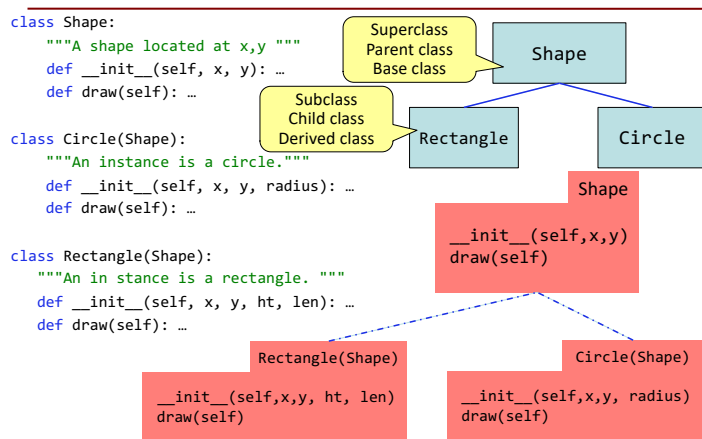 class Shape:
"""A shape located at x,y """
def __init__(self, x, y): …
def draw(self): …
class Circle(Shape):
"""An instance is a circle."""
def __init__(self, x, y, radius): …
def draw(self): …
class Rectangle(Shape):
"""An in stance is a rectangle. """
def __init__(self, x, y, ht, len): …
def draw(self): …
Superclass
Parent class
Base class
Shape
Subclass
Child class
Derived class
Rectangle
Circle
Shape
__init__(self,x,y)
draw(self)
Rectangle(Shape)
__init__(self,x,y, ht, len)
draw(self)
Circle(Shape)
__init__(self,x,y, radius)
draw(self)